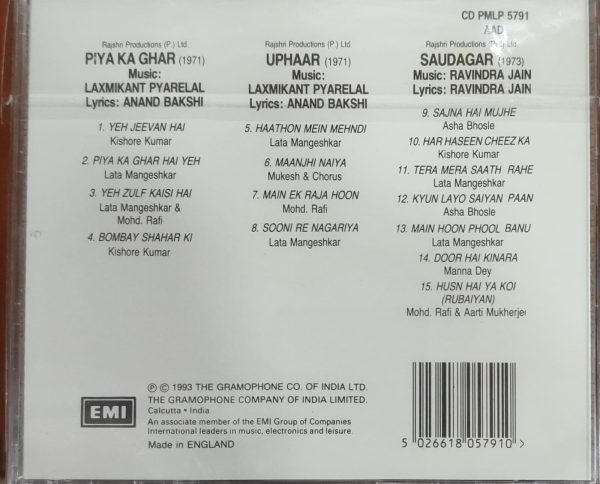 CD PMLP 5791
AAD
Rajshri Productions (P.) Ltd.
PIYA KA GHAR (1971)
Music:
LAXMIKANT PYARELAL
Lyrics: ANAND BAKSHI
1. YEH JEEVAN HAI
Kishore Kumar
2. PIYA KA GHAR HAI YEH
Lata Mangeshkar
3. YEH ZULF KAISI HAI
Lata Mangeshkar &
Mohd. Rafi
4. BOMBAY SHAHAR KI
Kishore Kumar
Rajshri Productions (P.) Ltd.
UPHAAR (1971)
Music:
LAXMIKANT PYARELAL
Lyrics: ANAND BAKSHI
5. HAATHON MEIN MEHNDI
Lata Mangeshkar
6. MAANJHI NAIYA
Mukesh & Chorus
7. MAIN EK RAJA HOON
Mohd. Rafi
8. SOONI RE NAGARIYA
Lata Mangeshkar
Rajshri Productions (P.) Ltd.
SAUDAGAR (1973)
Music: RAVINDRA JAIN
Lyrics: RAVINDRA JAIN
9. SAJNA HAI MUJHE
Asha Bhosle
10. HAR HASEEN CHEEZ KA
Kishore Kumar
11. TERA MERA SAATH RAHE
Lata Mangeshkar
12. KYUN LAYO SAIYAN PAAN
Asha Bhosle
13. MAIN HOON PHOOL BANU
Lata Mangeshkar
14. DOOR HAI KINARA
Manna Dey
15. HUSN HAI YA KOI
(RUBAIYAN)
Mohd. Rafi & Aarti Mukherjee
EMI
℗ © 1993 THE GRAMOPHONE CO. OF INDIA LTD.
THE GRAMOPHONE COMPANY OF INDIA LIMITED.
Calcutta • India
An associate member of the EMI Group of Companies
International leaders in music, electronics and leisure.
Made in ENGLAND
5 026618 057910 >